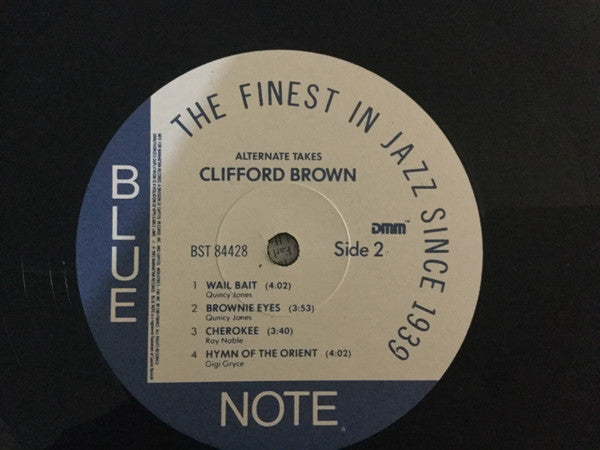 THE FINEST IN JAZZ SINCE 1939
ALTERNATE TAKES
CLIFFORD BROWN
DMM™
BST 84428
Side 2
1 WAIL BAIT (4:02)
Quincy Jones
2 BROWNIE EYES (3:53)
Qunicy Jones
3 CHEROKEE (3:40)
Ray Noble
4 HYMN OF THE ORIENT (4:02)
Gigi Gryce
BLUE
NOTE